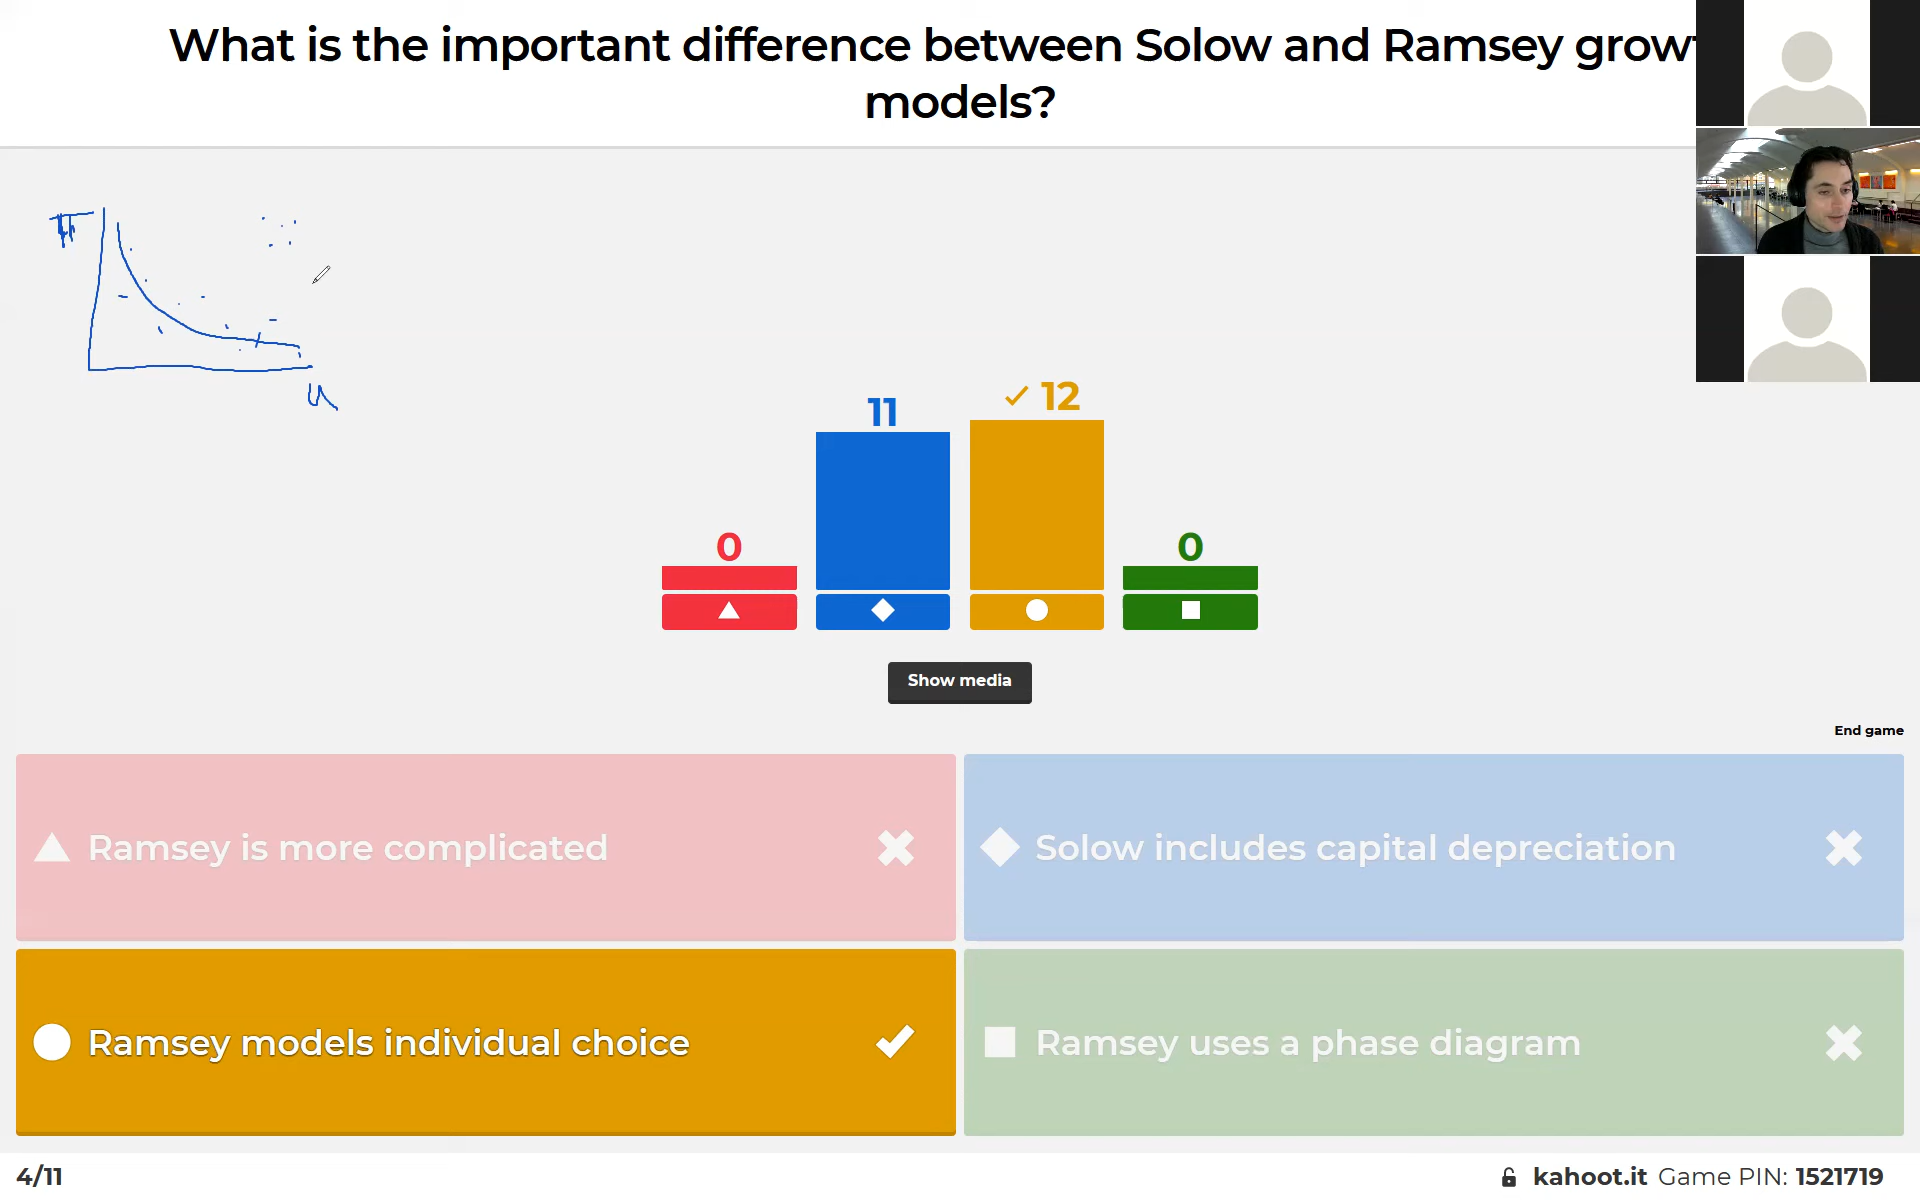 What is the important difference between Solow and Ramsey grow
models?
π
u
0
11
12
0
Show media
End game
Ramsey is more complicated
Solow includes capital depreciation
Ramsey models individual choice
Ramsey uses a phase diagram
4/11
kahoot.it Game PIN: 1521719